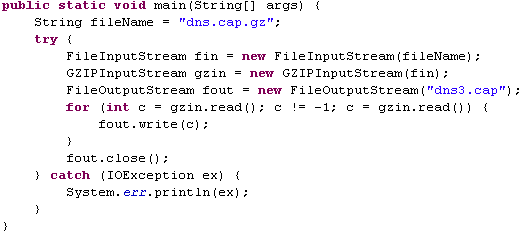 public static void main(String[] args) {
    String fileName = "dns.cap.gz";
    try {
        FileInputStream fin = new FileInputStream(fileName);
        GZIPInputStream gzin = new GZIPInputStream(fin);
        FileOutputStream fout = new FileOutputStream("dns3.cap");
        for (int c = gzin.read(); c != -1; c = gzin.read()) {
            fout.write(c);
        }
        fout.close();
    } catch (IOException ex) {
        System.err.println(ex);
    }
}